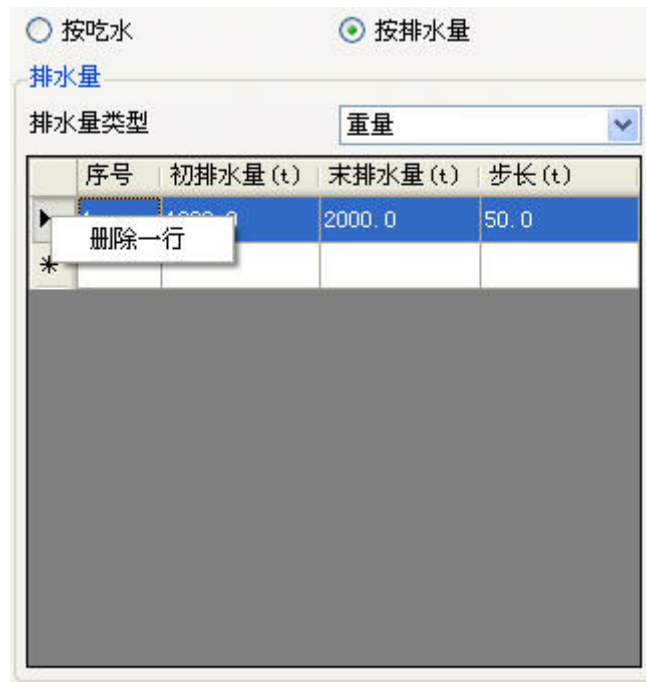 按吃水 按排水量
排水量
排水量类型 重量
序号 初排水量(t) 末排水量(t) 步长(t)
2000.0 50.0
删除一行
*